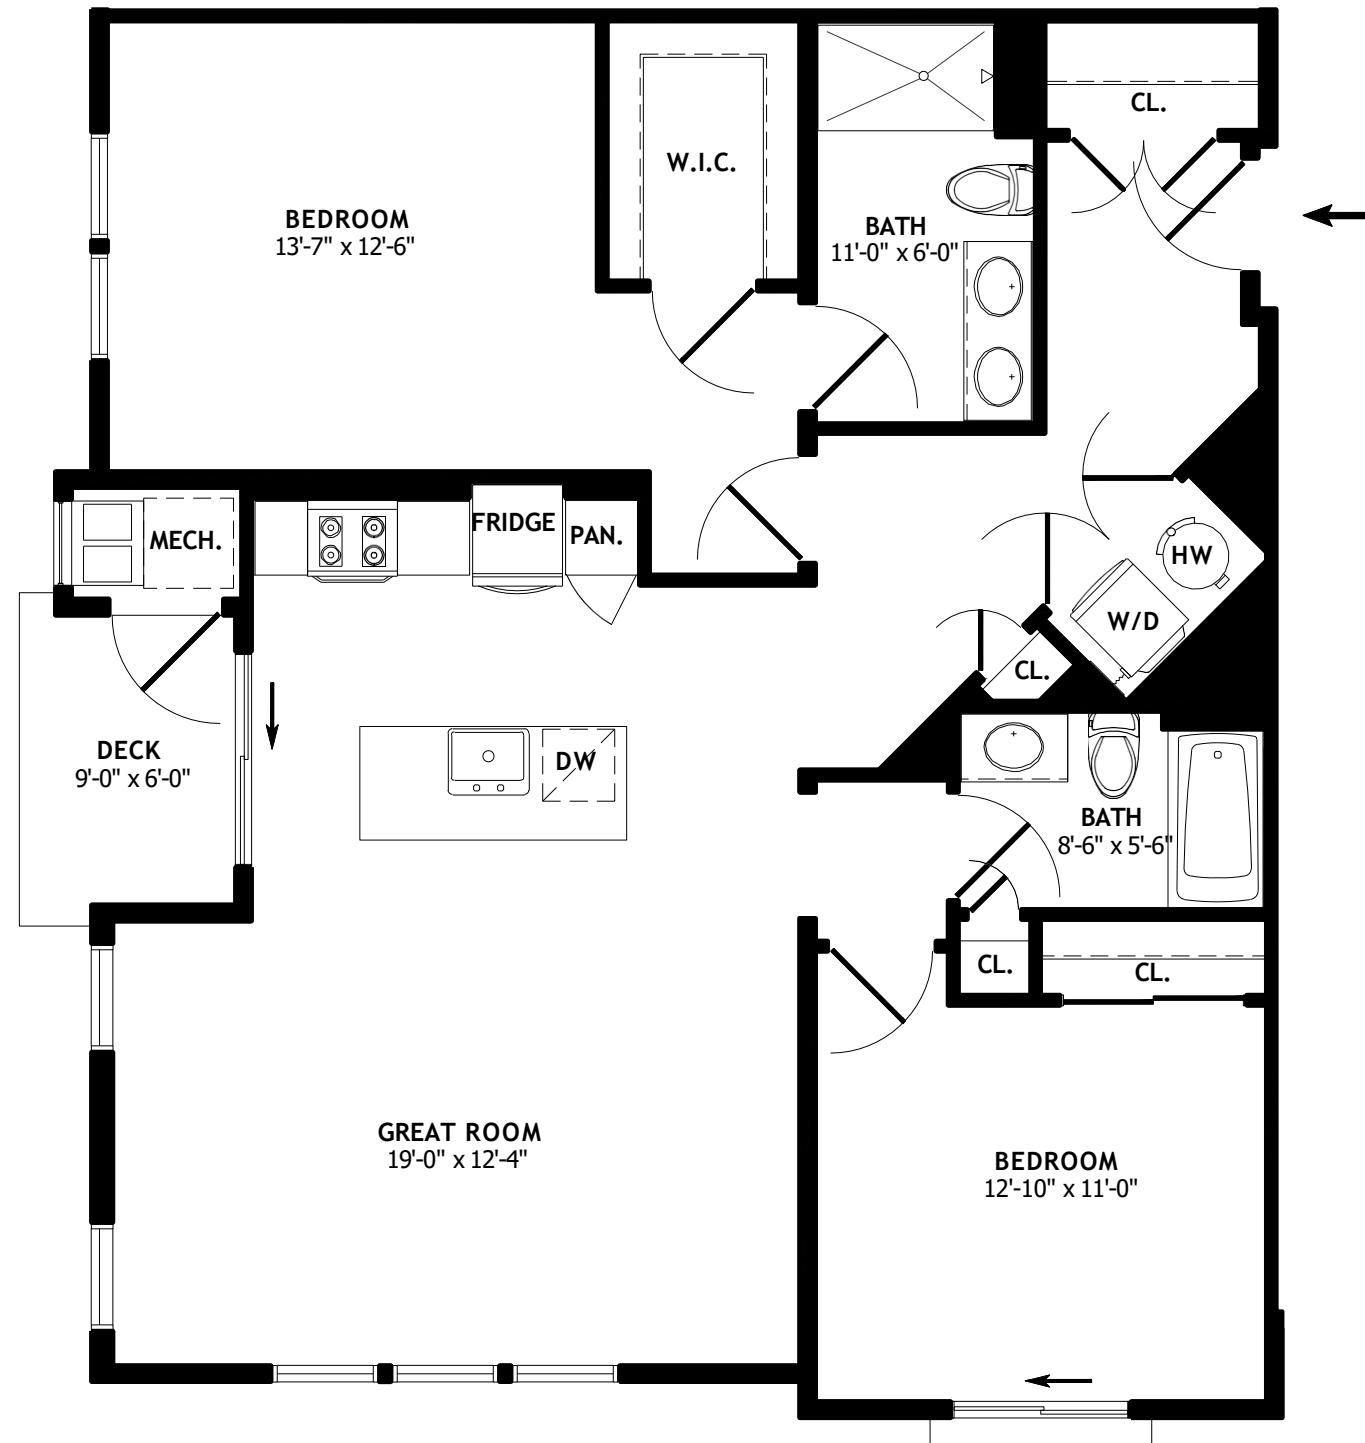 CL.
W.I.C.
BEDROOM
13'-7" x 12'-6"
BATH
11'-0" x 6'-0"
MECH.
FRIDGE
PAN.
HW
W/D
CL.
DECK
9'-0" x 6'-0"
DW
BATH
8'-6" x 5'-6"
CL.
CL.
GREAT ROOM
19'-0" x 12'-4"
BEDROOM
12'-10" x 11'-0"